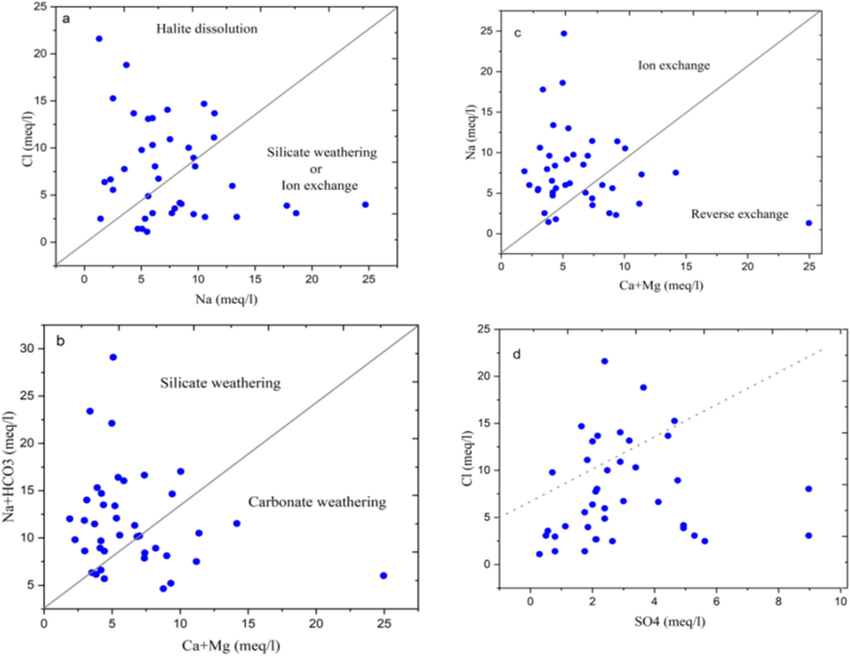 a
Halite dissolution
Silicate weathering
or
Ion exchange
Cl (meq/l)
25
20
15
10
5
0
0 5 10 15 20 25
Na (meq/l)
c
Ion exchange
Reverse exchange
Na (meq/l)
25
20
15
10
5
0
0 5 10 15 20 25
Ca+Mg (meq/l)
b
Silicate weathering
Carbonate weathering
Na+HCO3 (meq/l)
30
25
20
15
10
5
0 5 10 15 20 25
Ca+Mg (meq/l)
d
Cl (meq/l)
25
20
15
10
5
0
0 2 4 6 8 10
SO4 (meq/l)